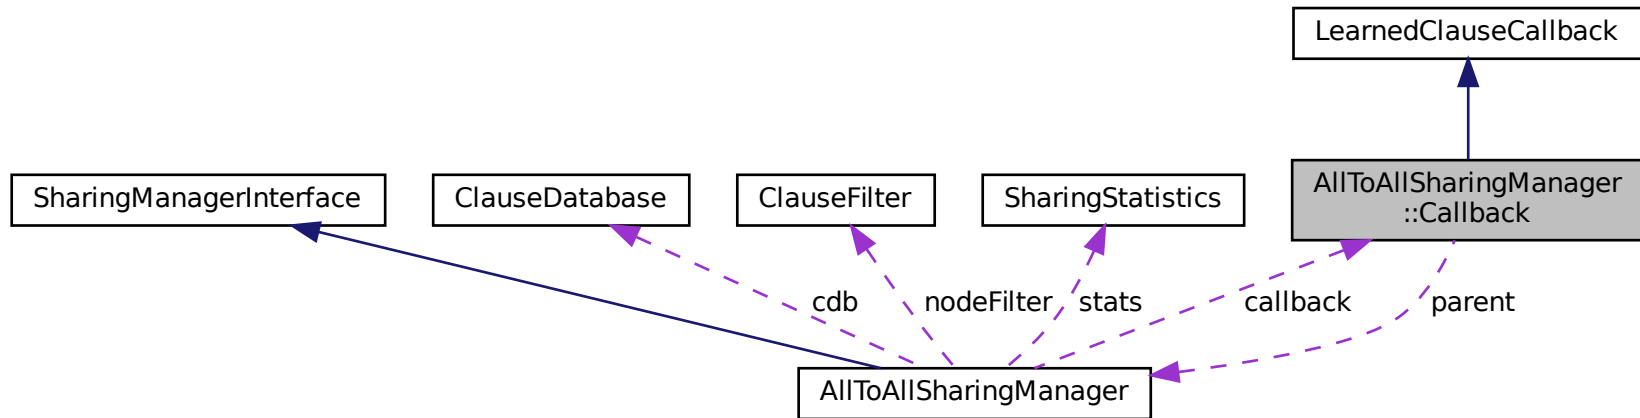 LearnedClauseCallback
SharingManagerInterface
ClauseDatabase
ClauseFilter
SharingStatistics
AllToAllSharingManager
::Callback
cdb
nodeFilter
stats
callback
parent
AllToAllSharingManager